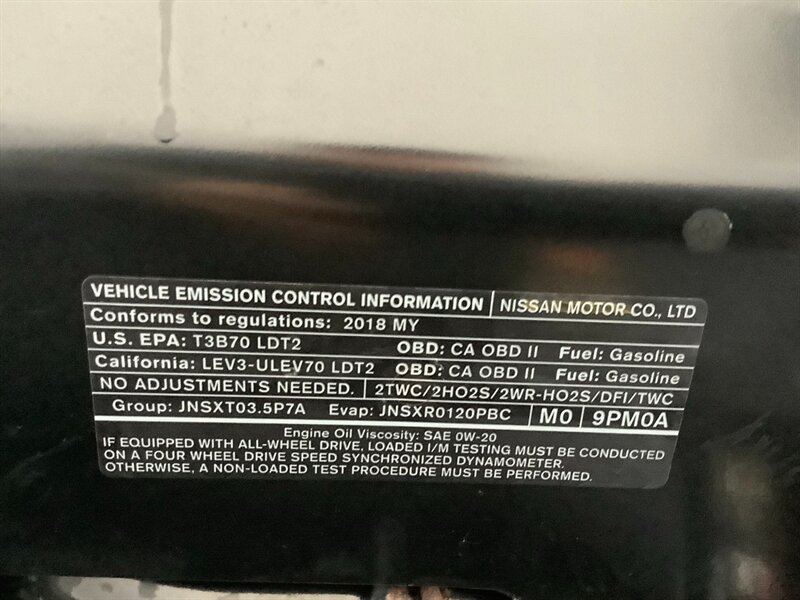 VEHICLE EMISSION CONTROL INFORMATION NISSAN MOTOR CO., LTD
Conforms to regulations: 2018 MY
U.S. EPA: T3B70 LDT2 OBD: CA OBD II Fuel: Gasoline
California: LEV3-ULEV70 LDT2 OBD: CA OBD II Fuel: Gasoline
NO ADJUSTMENTS NEEDED. 2TWC/2HO2S/2WR-HO2S/DFI/TWC
Group: JNSXT03.5P7A Evap: JNSXR0120PBC M0 9PM0A
Engine Oil Viscosity: SAE 0W-20
IF EQUIPPED WITH ALL-WHEEL DRIVE, LOADED I/M TESTING MUST BE CONDUCTED
ON A FOUR WHEEL DRIVE SPEED SYNCHRONIZED DYNAMOMETER.
OTHERWISE, A NON-LOADED TEST PROCEDURE MUST BE PERFORMED.